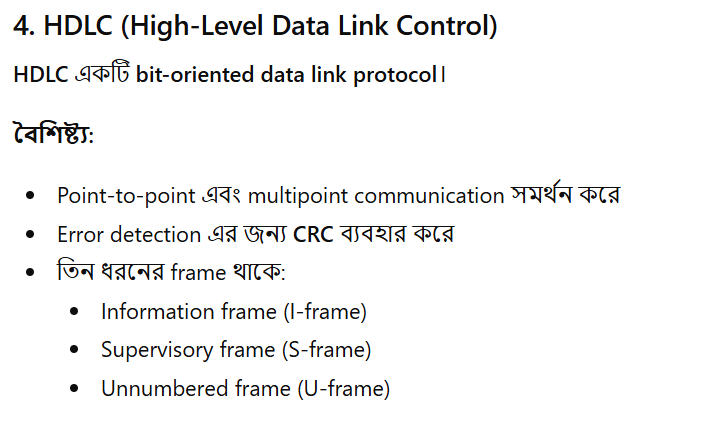 4. HDLC (High-Level Data Link Control)
HDLC একটি bit-oriented data link protocol।
বৈশিষ্ট্য:
• Point-to-point এবং multipoint communication সমর্থন করে
• Error detection এর জন্য CRC ব্যবহার করে
• তিন ধরনের frame থাকে:
• Information frame (I-frame)
• Supervisory frame (S-frame)
• Unnumbered frame (U-frame)